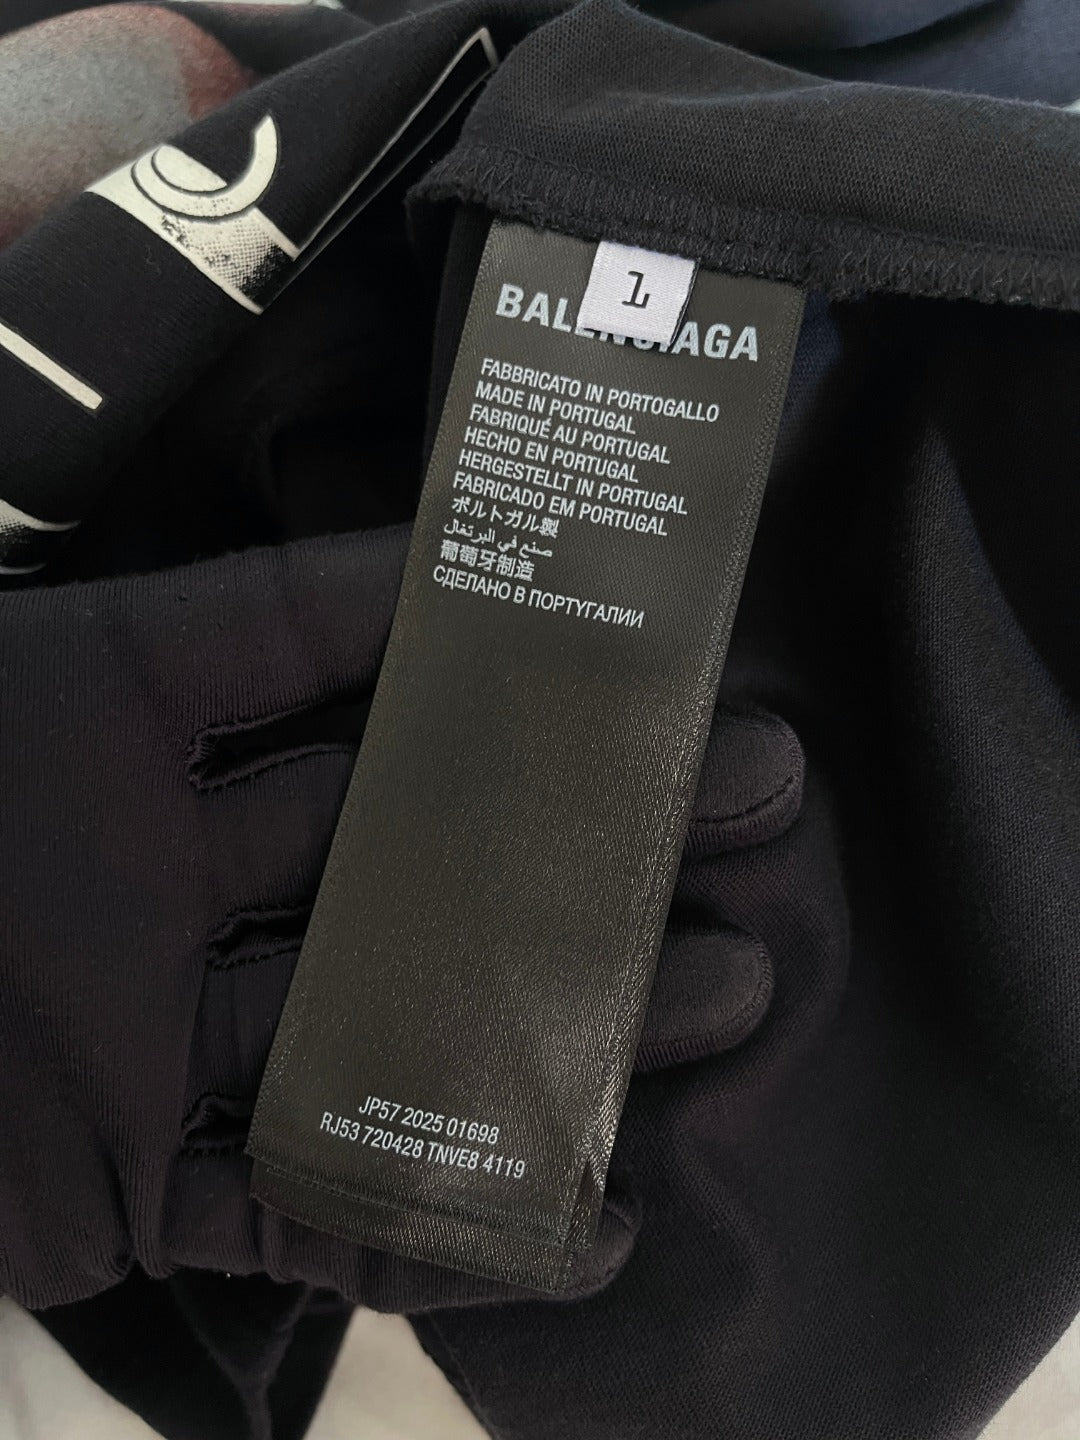 L
BALENCIAGA
FABBRICATO IN PORTOGALLO
MADE IN PORTUGAL
FABRIQUÉ AU PORTUGAL
HECHO EN PORTUGAL
HERGESTELLT IN PORTUGAL
FABRICADO EM PORTUGAL
ポルトガル製
صنع في البرتغال
葡萄牙制造
СДЕЛАНО В ПОРТУГАЛИИ
JP57 2025 01698
RJ53 720428 TNVE8 4119